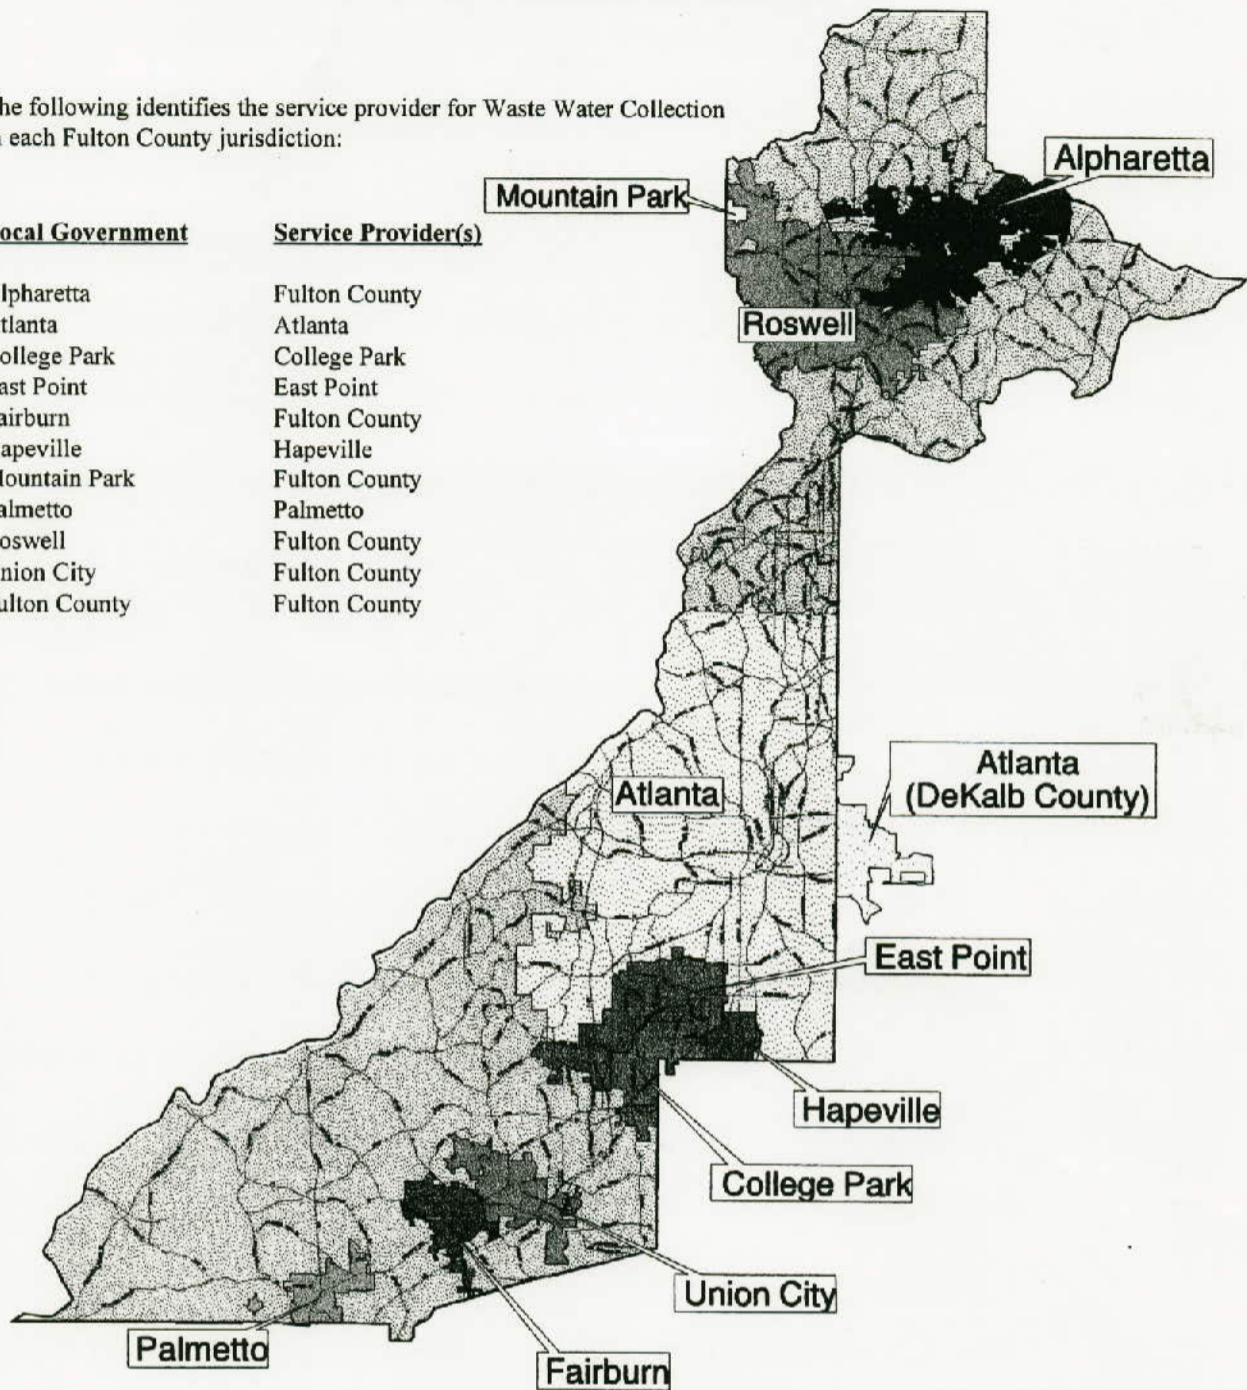 he following identifies the service provider for Waste Water Collection
each Fulton County jurisdiction:
ocal Government Service Provider(s)
lpharetta Fulton County
tlanta Atlanta
ollege Park College Park
ast Point East Point
airburn Fulton County
apeville Hapeville
ountain Park Fulton County
almetto Palmetto
oswell Fulton County
nion City Fulton County
ulton County Fulton County
Alpharetta
Mountain Park
Roswell
Atlanta
(DeKalb County)
Atlanta
East Point
Hapeville
College Park
Union City
Palmetto
Fairburn